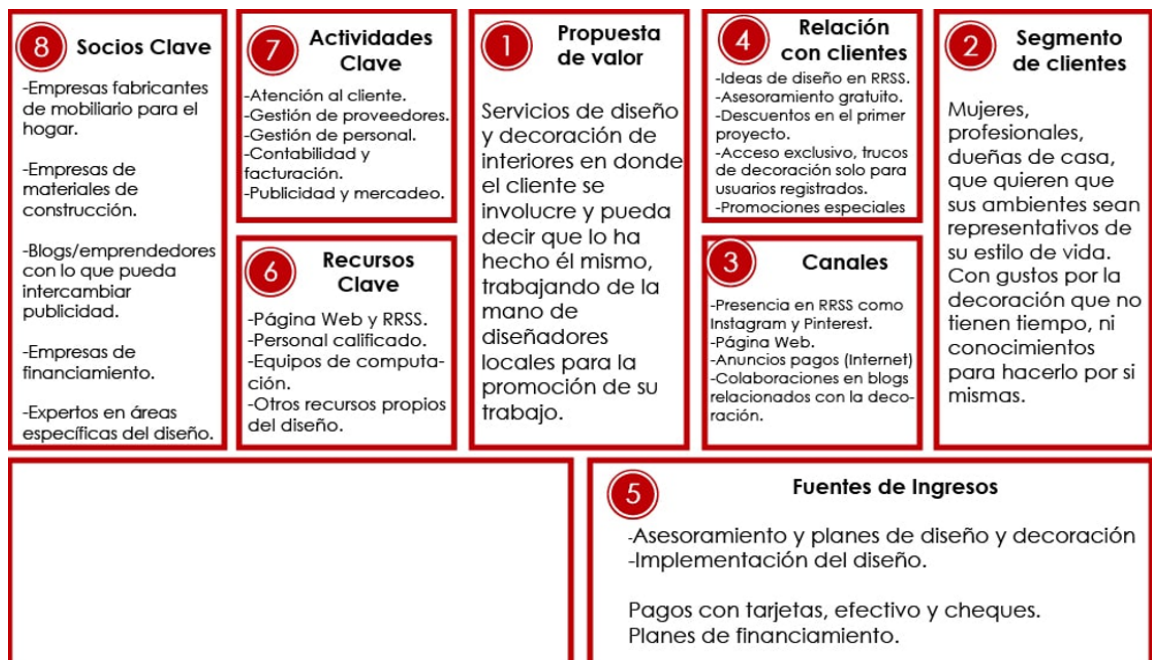 8 Socios Clave
-Empresas fabricantes
de mobiliario para el
hogar.
-Empresas de
materiales de
construcción.
-Blogs/emprendedores
con lo que pueda
intercambiar
publicidad.
-Empresas de
financiamiento.
-Expertos en áreas
específicas del diseño.
7 Actividades
Clave
-Atención al cliente.
-Gestión de proveedores.
-Gestión de personal.
-Contabilidad y
facturación.
-Publicidad y mercadeo.
6 Recursos
Clave
-Página Web y RRSS.
-Personal calificado.
-Equipos de computa-
ción.
-Otros recursos propios
del diseño.
1 Propuesta
de valor
Servicios de diseño
y decoración de
interiores en donde
el cliente se
involucre y pueda
decir que lo ha
hecho él mismo,
trabajando de la
mano de
diseñadores
locales para la
promoción de su
trabajo.
4 Relación
con clientes
-Ideas de diseño en RRSS.
-Asesoramiento gratuito.
-Descuentos en el primer
proyecto.
-Acceso exclusivo, trucos
de decoración solo para
usuarios registrados.
-Promociones especiales
3 Canales
-Presencia en RRSS como
Instagram y Pinterest.
-Página Web.
-Anuncios pagos (Internet)
-Colaboraciones en blogs
relacionados con la deco-
ración.
2 Segmento
de clientes
Mujeres,
profesionales,
dueñas de casa,
que quieren que
sus ambientes sean
representativos de
su estilo de vida.
Con gustos por la
decoración que no
tienen tiempo, ni
conocimientos
para hacerlo por si
mismas.
5 Fuentes de Ingresos
-Asesoramiento y planes de diseño y decoración
-Implementación del diseño.
Pagos con tarjetas, efectivo y cheques.
Planes de financiamiento.